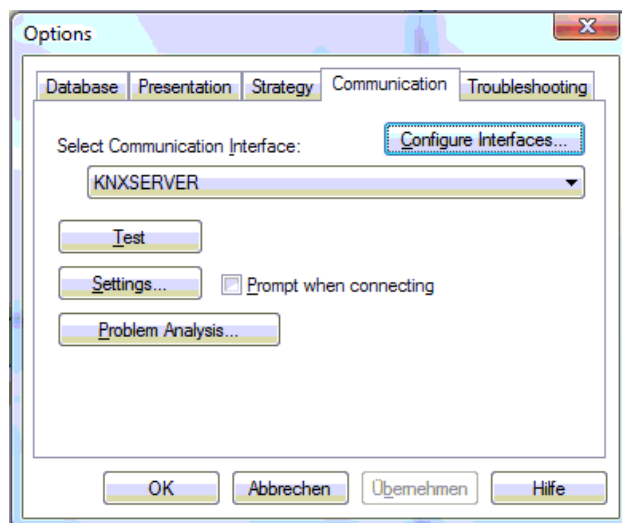 Options
Database Presentation Strategy Communication Troubleshooting
Select Communication Interface: Configure Interfaces...
KNXSERVER
Test
Settings... Prompt when connecting
Problem Analysis...
OK Abbrechen Übernehmen Hilfe